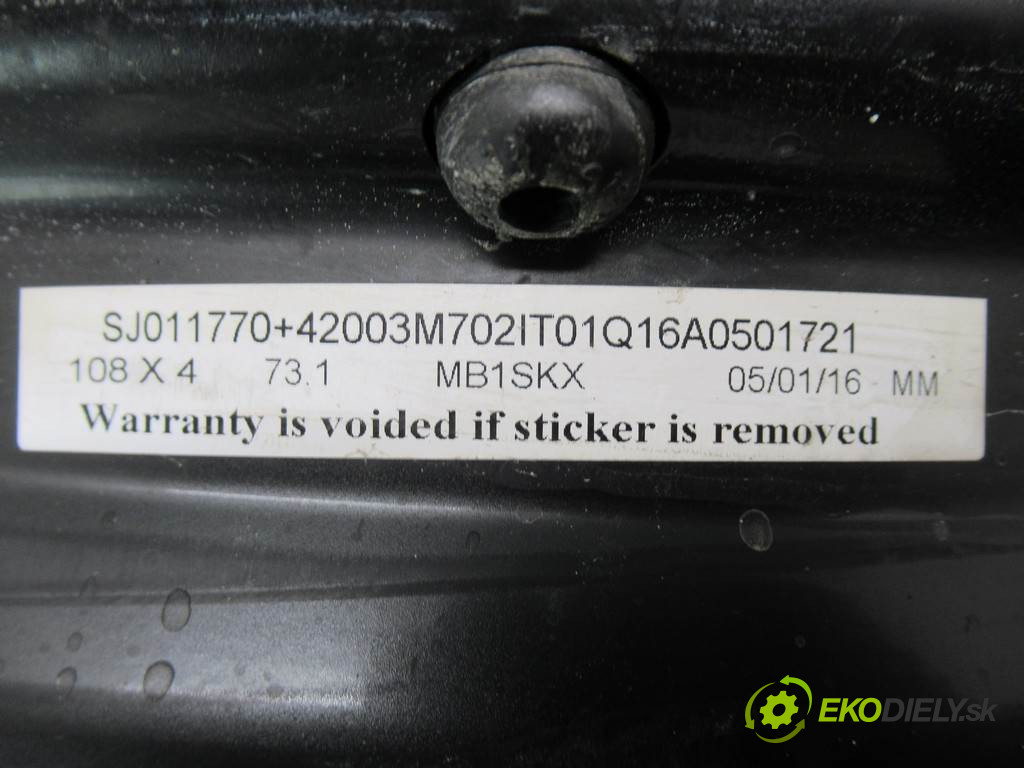 SJ011770+42003M702IT01Q16A0501721
108 X 4 73.1 MB1SKX 05/01/16 MM
Warranty is voided if sticker is removed
EKODIELY.sk